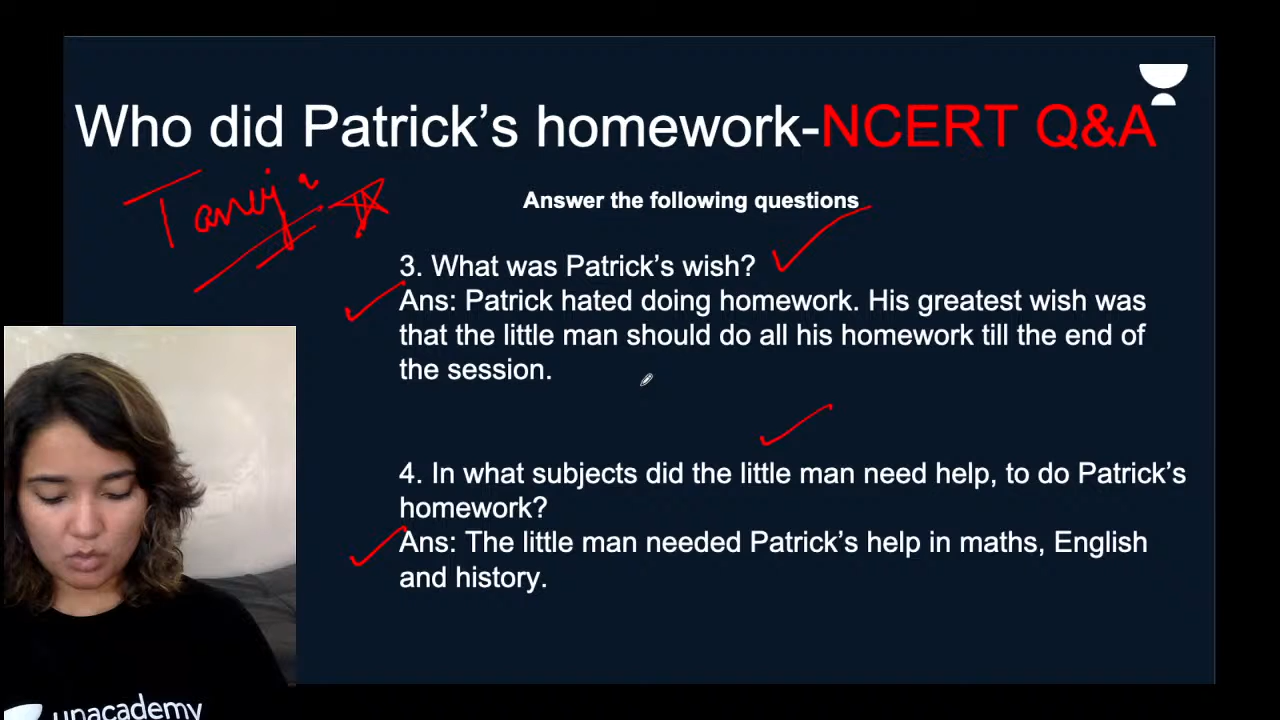 Who did Patrick's homework-NCERT Q&A
Answer the following questions
3. What was Patrick's wish?
Ans: Patrick hated doing homework. His greatest wish was
that the little man should do all his homework till the end of
the session.
4. In what subjects did the little man need help, to do Patrick's
homework?
Ans: The little man needed Patrick's help in maths, English
and history.
unacademy